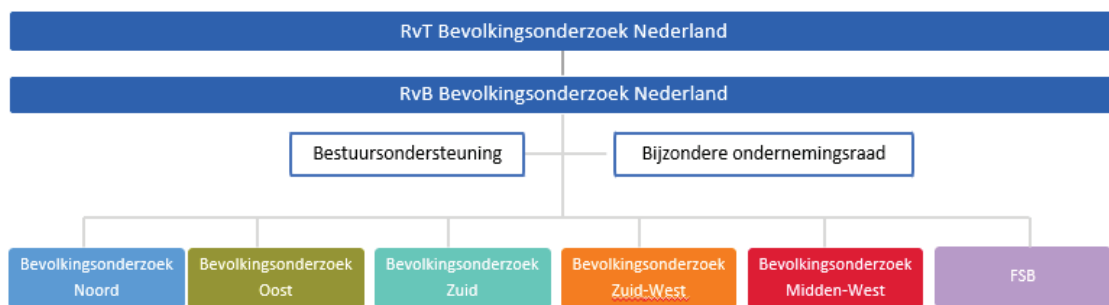 RvT Bevolkingsonderzoek Nederland
RvB Bevolkingsonderzoek Nederland
Bestuursondersteuning
Bijzondere ondernemingsraad
Bevolkingsonderzoek
Noord
Bevolkingsonderzoek
Oost
Bevolkingsonderzoek
Zuid
Bevolkingsonderzoek
Zuid-West
Bevolkingsonderzoek
Midden-West
FSB